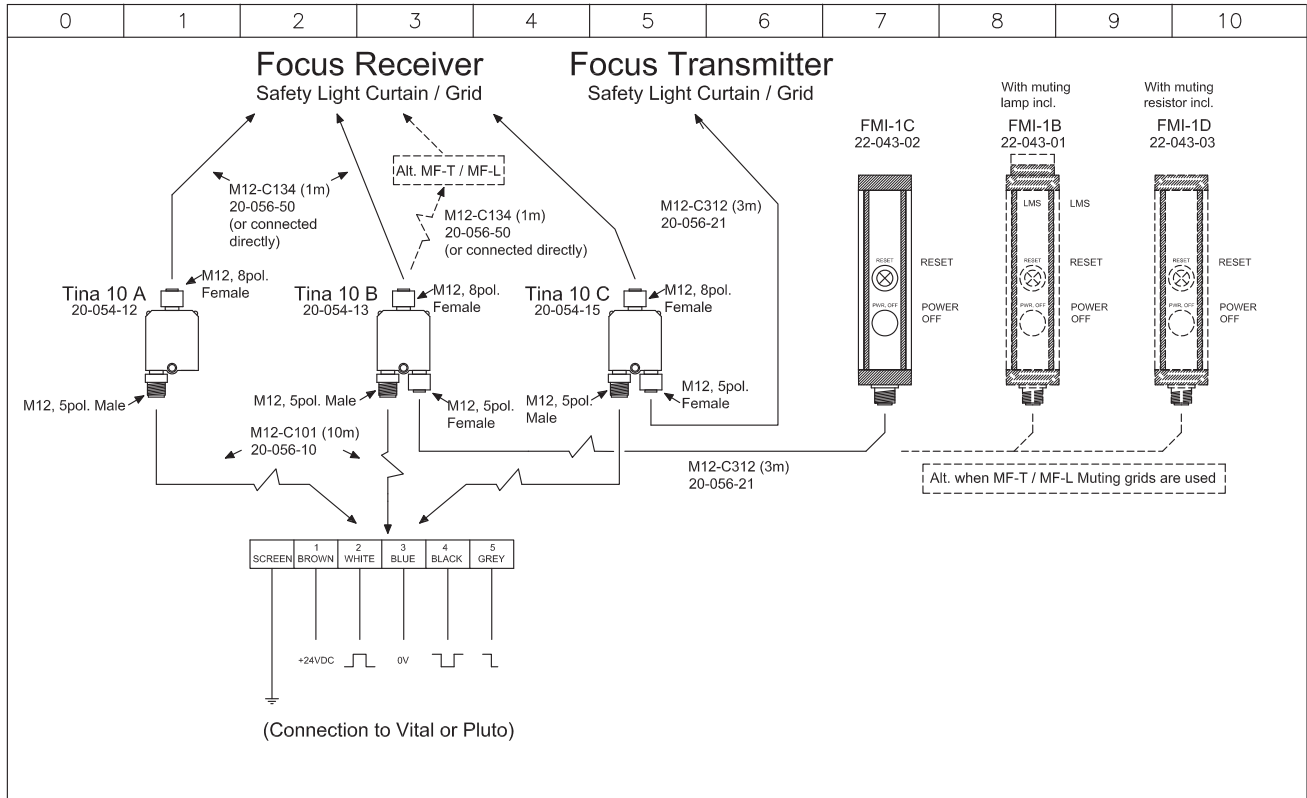 0 1 2 3 4 5 6 7 8 9 10
Focus Receiver
Safety Light Curtain / Grid
Focus Transmitter
Safety Light Curtain / Grid
With muting
lamp incl.
With muting
resistor incl.
FMI-1C
22-043-02
FMI-1B
22-043-01
FMI-1D
22-043-03
Alt. MF-T / MF-L
M12-C134 (1m)
20-056-50
(or connected
directly)
M12-C134 (1m)
20-056-50
(or connected directly)
M12-C312 (3m)
20-056-21
LMS
LMS
RESET
RESET
RESET
RESET
RESET
RESET
PWR. OFF
POWER
OFF
PWR. OFF
POWER
OFF
PWR. OFF
POWER
OFF
Tina 10 A
20-054-12
M12, 8pol.
Female
Tina 10 B
20-054-13
M12, 8pol.
Female
Tina 10 C
20-054-15
M12, 8pol.
Female
M12, 5pol. Male
M12, 5pol. Male
M12, 5pol.
Female
M12, 5pol.
Male
M12, 5pol.
Female
M12-C101 (10m)
20-056-10
M12-C312 (3m)
20-056-21
Alt. when MF-T / MF-L Muting grids are used
SCREEN
1
BROWN
2
WHITE
3
BLUE
4
BLACK
5
GREY
+24VDC
0V
(Connection to Vital or Pluto)